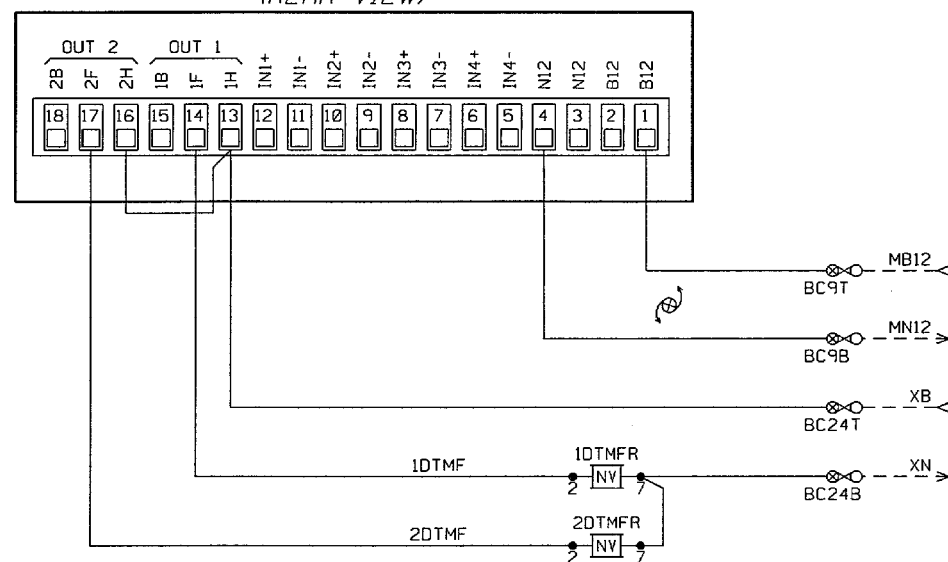 OUT 2 OUT 1
2B 2F 2H 1B 1F 1H IN1+ IN1- IN2+ IN2- IN3+ IN3- IN4+ IN4- N12 N12 B12 B12
18 17 16 15 14 13 12 11 10 9 8 7 6 5 4 3 2 1
MB12
BC9T
MN12
BC9B
XB
BC24T
1DTMF 2 1DTMFR NV 7 XN
BC24B
2DTMF 2 2DTMFR NV 7